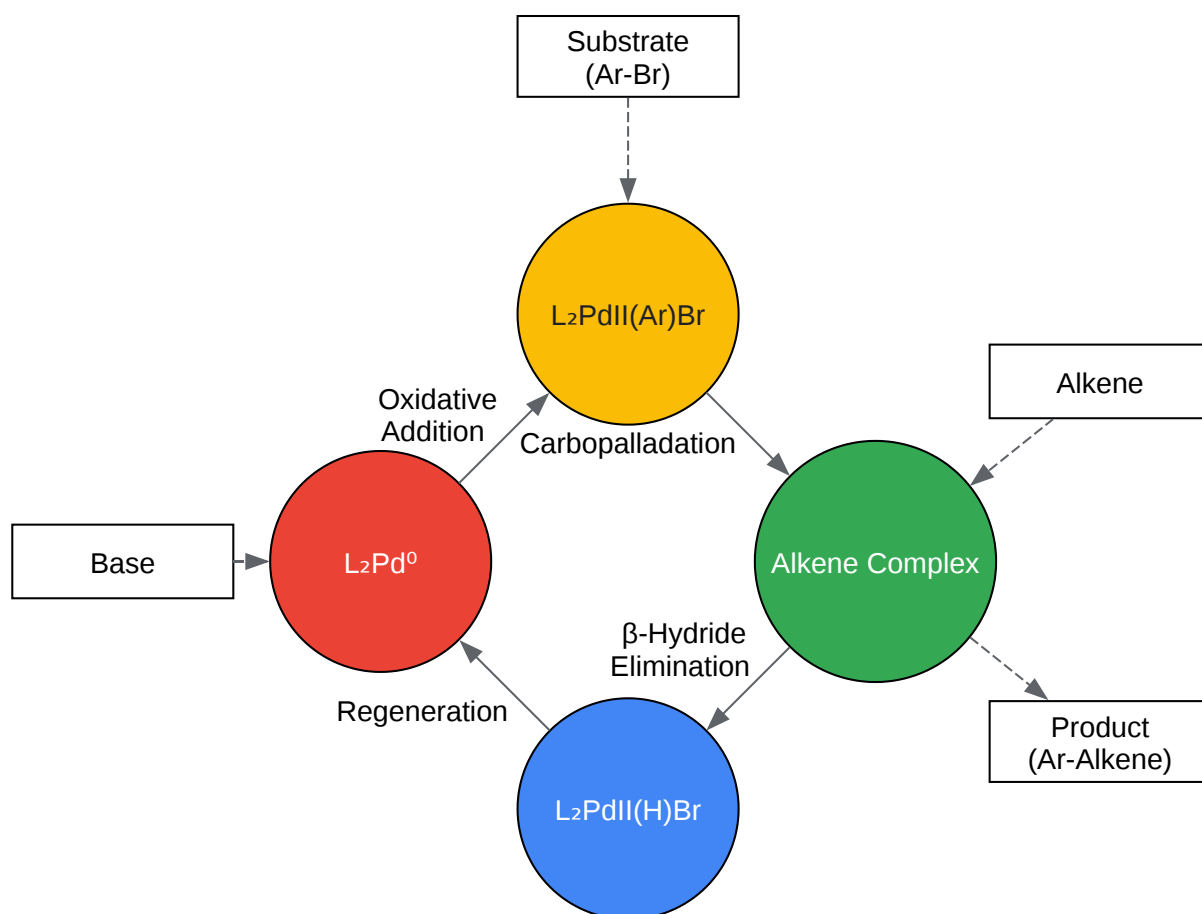 Substrate
(Ar-Br)
L₂PdII(Ar)Br
Alkene
Oxidative
Addition
Carbopalladation
Base
L₂Pd⁰
Alkene Complex
β-Hydride
Elimination
Regeneration
Product
(Ar-Alkene)
L₂PdII(H)Br